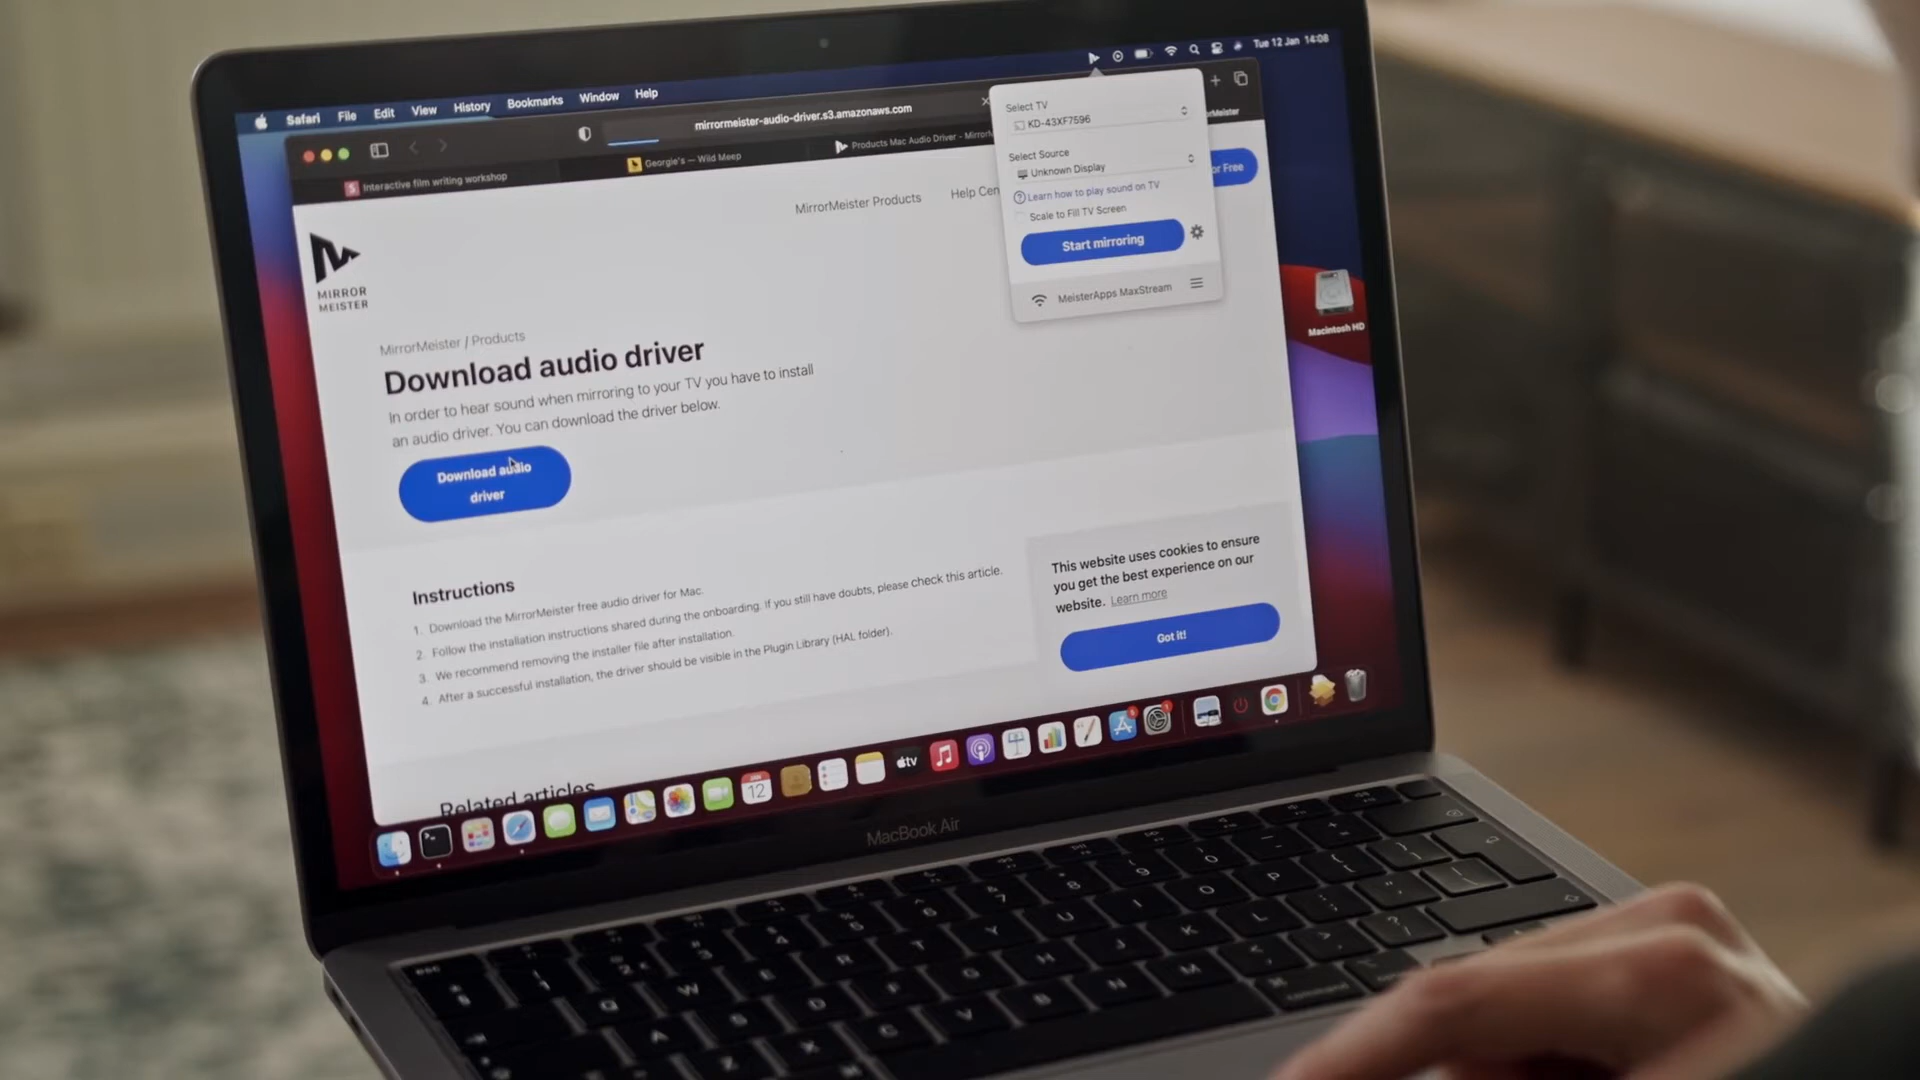 Safari File Edit View History Bookmarks Window Help
Tue 12 Jan 14:08
mirrormeister-audio-driver.s3.amazonaws.com
Interactive film writing workshop
Georgie's — Wild Meep
Products Mac Audio Driver - Mirror
MIRROR
MEISTER
MirrorMeister Products
Help Cen
or Free
Select TV
KD-43XF7596
Select Source
Unknown Display
Learn how to play sound on TV
Scale to Fill TV Screen
Start mirroring
MeisterApps MaxStream
Macintosh HD
MirrorMeister / Products
Download audio driver
In order to hear sound when mirroring to your TV you have to install
an audio driver. You can download the driver below.
Download audio
driver
Instructions
1. Download the MirrorMeister free audio driver for Mac.
2. Follow the installation instructions shared during the onboarding. If you still have doubts, please check this article.
3. We recommend removing the installer file after installation.
4. After a successful installation, the driver should be visible in the Plugin Library (HAL folder).
This website uses cookies to ensure
you get the best experience on our
website. Learn more
Got it!
Related articles
12
tv
MacBook Air
esc
Q W E R T Y U I O P
A S D F G H J K L
Z X C V B N M
command